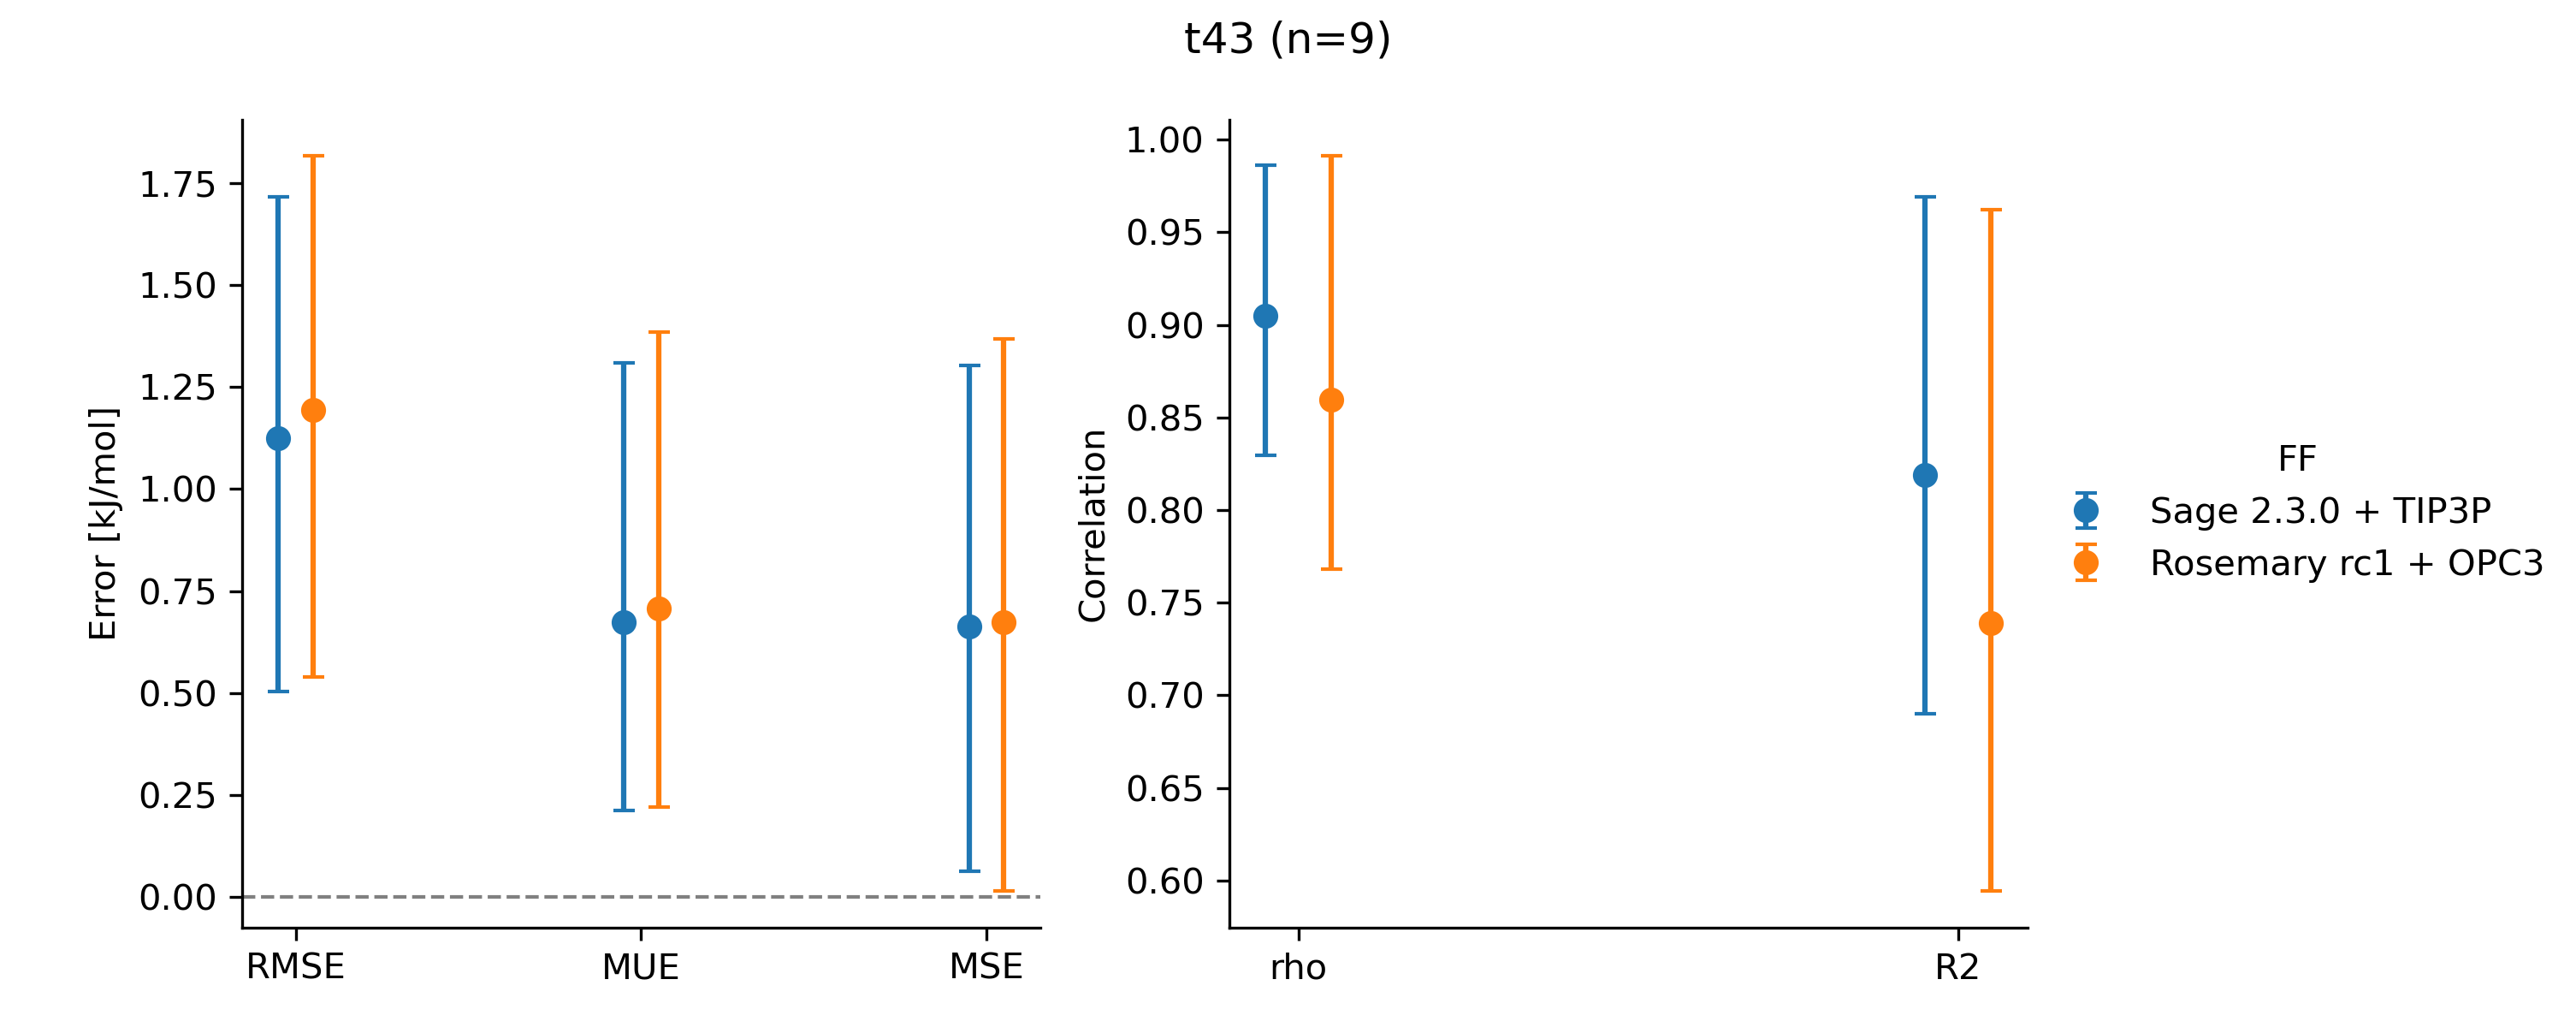 t43 (n=9)
Error [kJ/mol]
1.75
1.50
1.25
1.00
0.75
0.50
0.25
0.00
RMSE
MUE
MSE
Correlation
1.00
0.95
0.90
0.85
0.80
0.75
0.70
0.65
0.60
rho
R2
FF
Sage 2.3.0 + TIP3P
Rosemary rc1 + OPC3